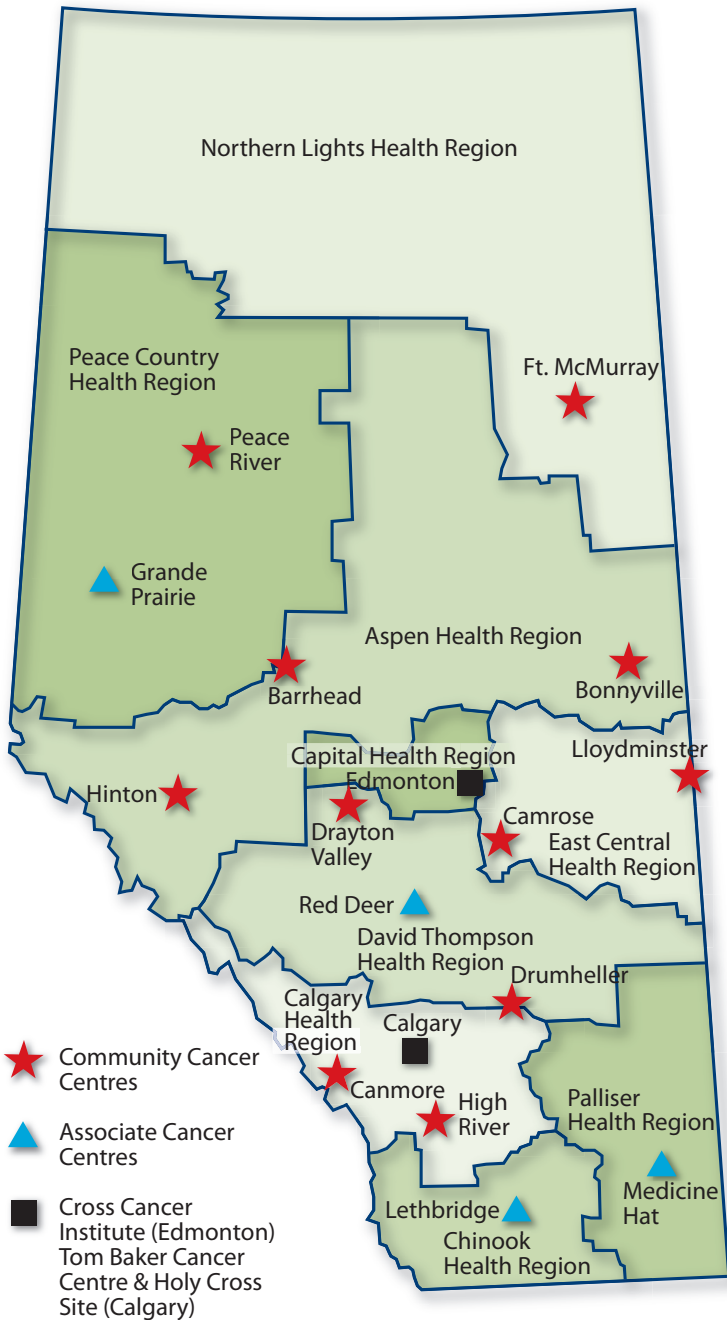 Northern Lights Health Region
Peace Country
Health Region
Ft. McMurray
Peace
River
Grande
Prairie
Aspen Health Region
Barrhead
Bonnyville
Capital Health Region
Edmonton
Lloydminster
Hinton
Drayton
Valley
Camrose
East Central
Health Region
Red Deer
David Thompson
Health Region
Drumheller
Calgary
Health
Region
Calgary
Canmore
High
River
Palliser
Health Region
Medicine
Hat
Lethbridge
Chinook
Health Region
Community Cancer
Centres
Associate Cancer
Centres
Cross Cancer
Institute (Edmonton)
Tom Baker Cancer
Centre & Holy Cross
Site (Calgary)